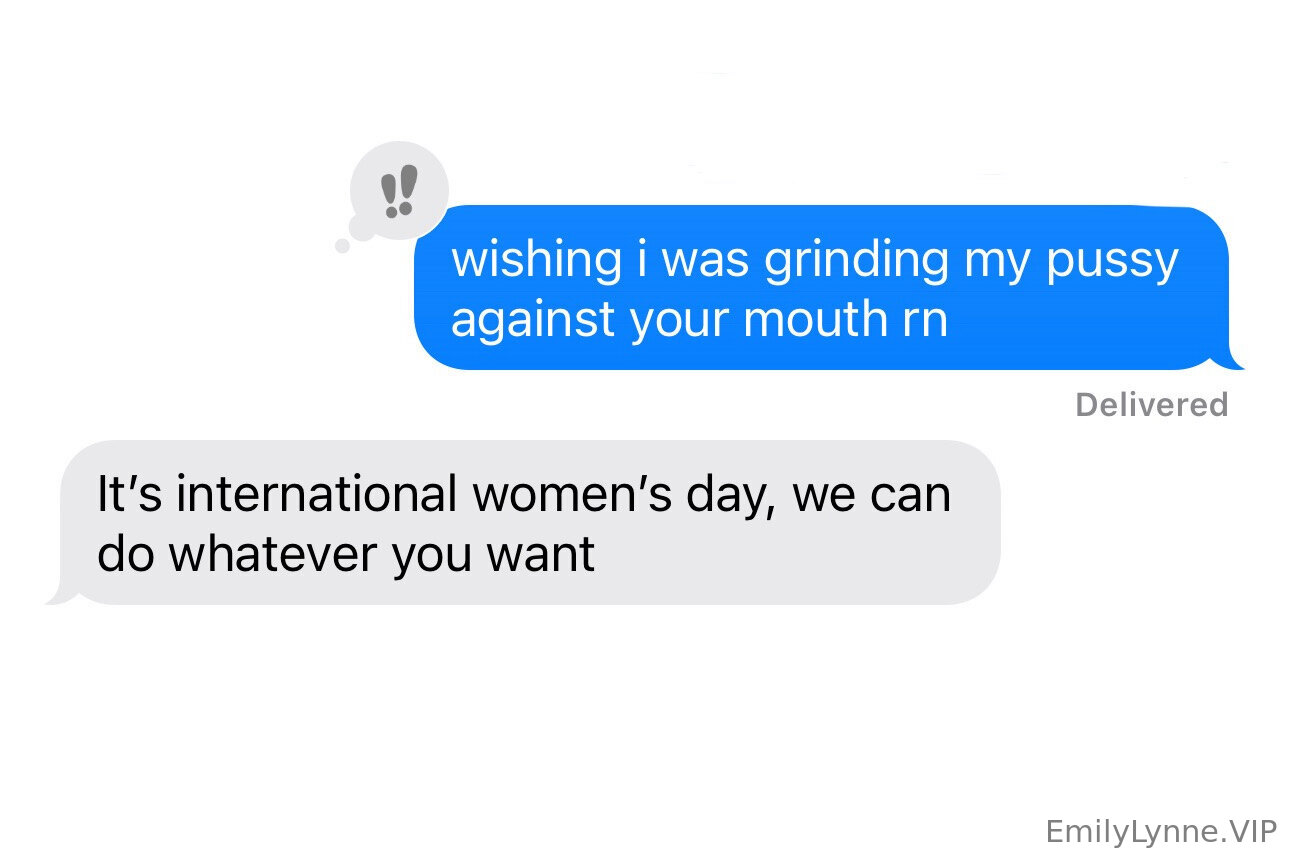 ‼
wishing i was grinding my pussy
against your mouth rn
Delivered
It’s international women’s day, we can
do whatever you want
EmilyLynne.VIP